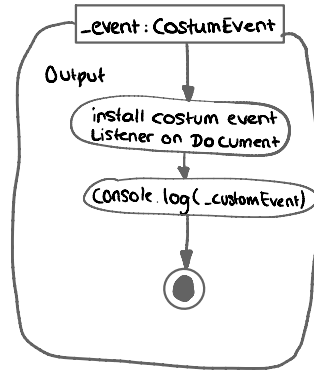 _event: CostumEvent
Output
install costum event
Listener on DoCument
Console.log(_customEvent)